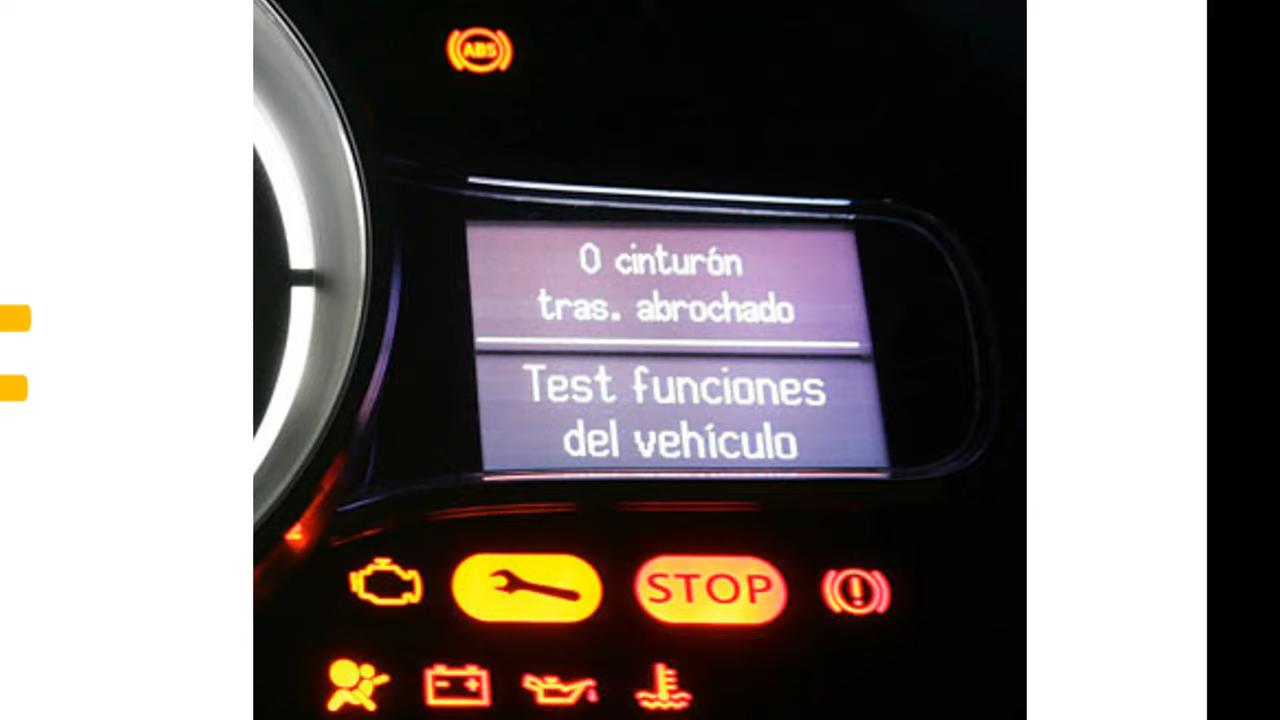 ABS
0 cinturón
tras. abrochado
Test funciones
del vehículo
STOP